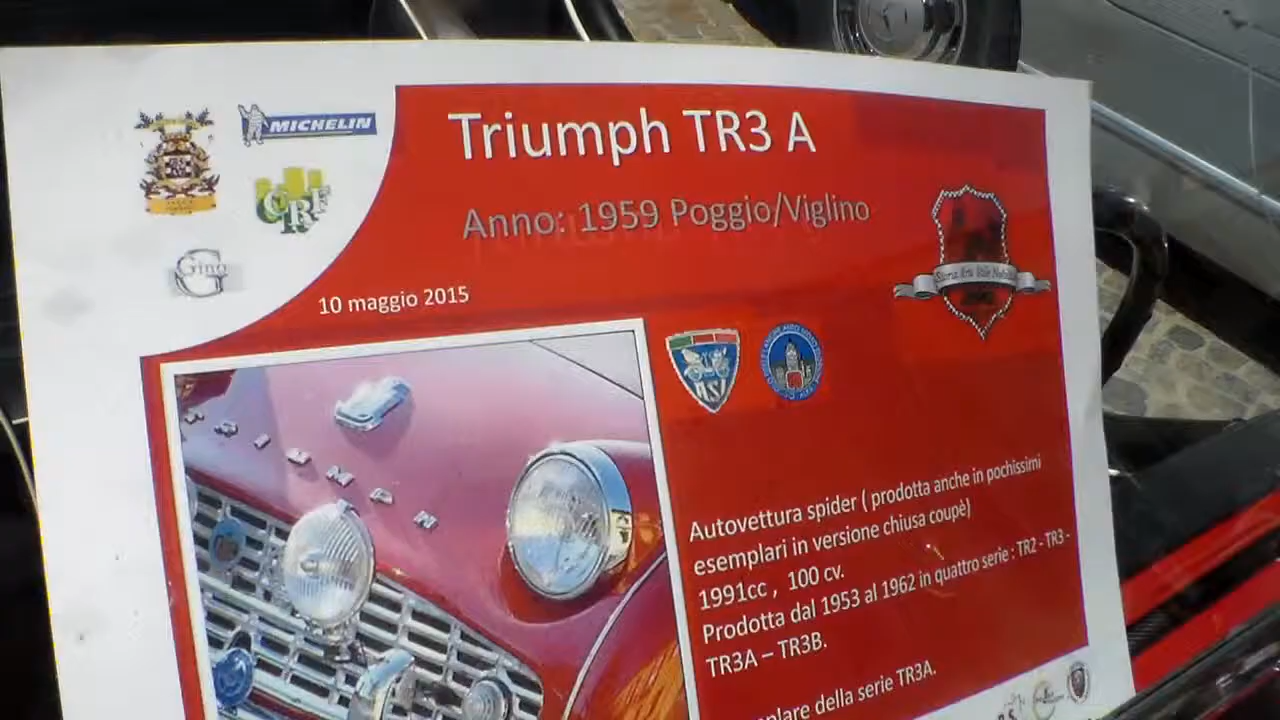 MICHELIN
CRF
Gino
Triumph TR3 A
Anno: 1959 Poggio/Viglino
10 maggio 2015
ASI
Autovettura spider ( prodotta anche in pochissimi
esemplari in versione chiusa coupè)
1991cc , 100 cv.
Prodotta dal 1953 al 1962 in quattro serie : TR2 - TR3 -
TR3A – TR3B.
della serie TR3A.